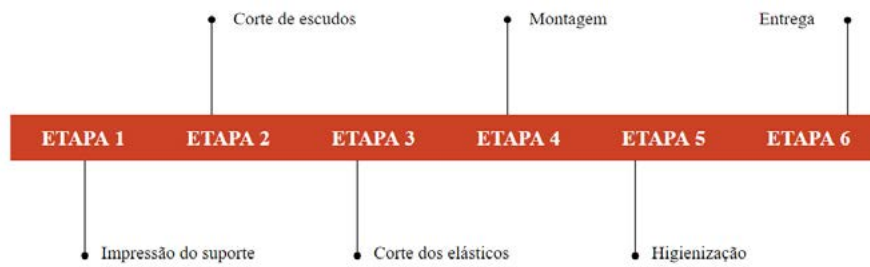 Corte de escudos
Montagem
Entrega
ETAPA 1
ETAPA 2
ETAPA 3
ETAPA 4
ETAPA 5
ETAPA 6
Impressão do suporte
Corte dos elásticos
Higienização